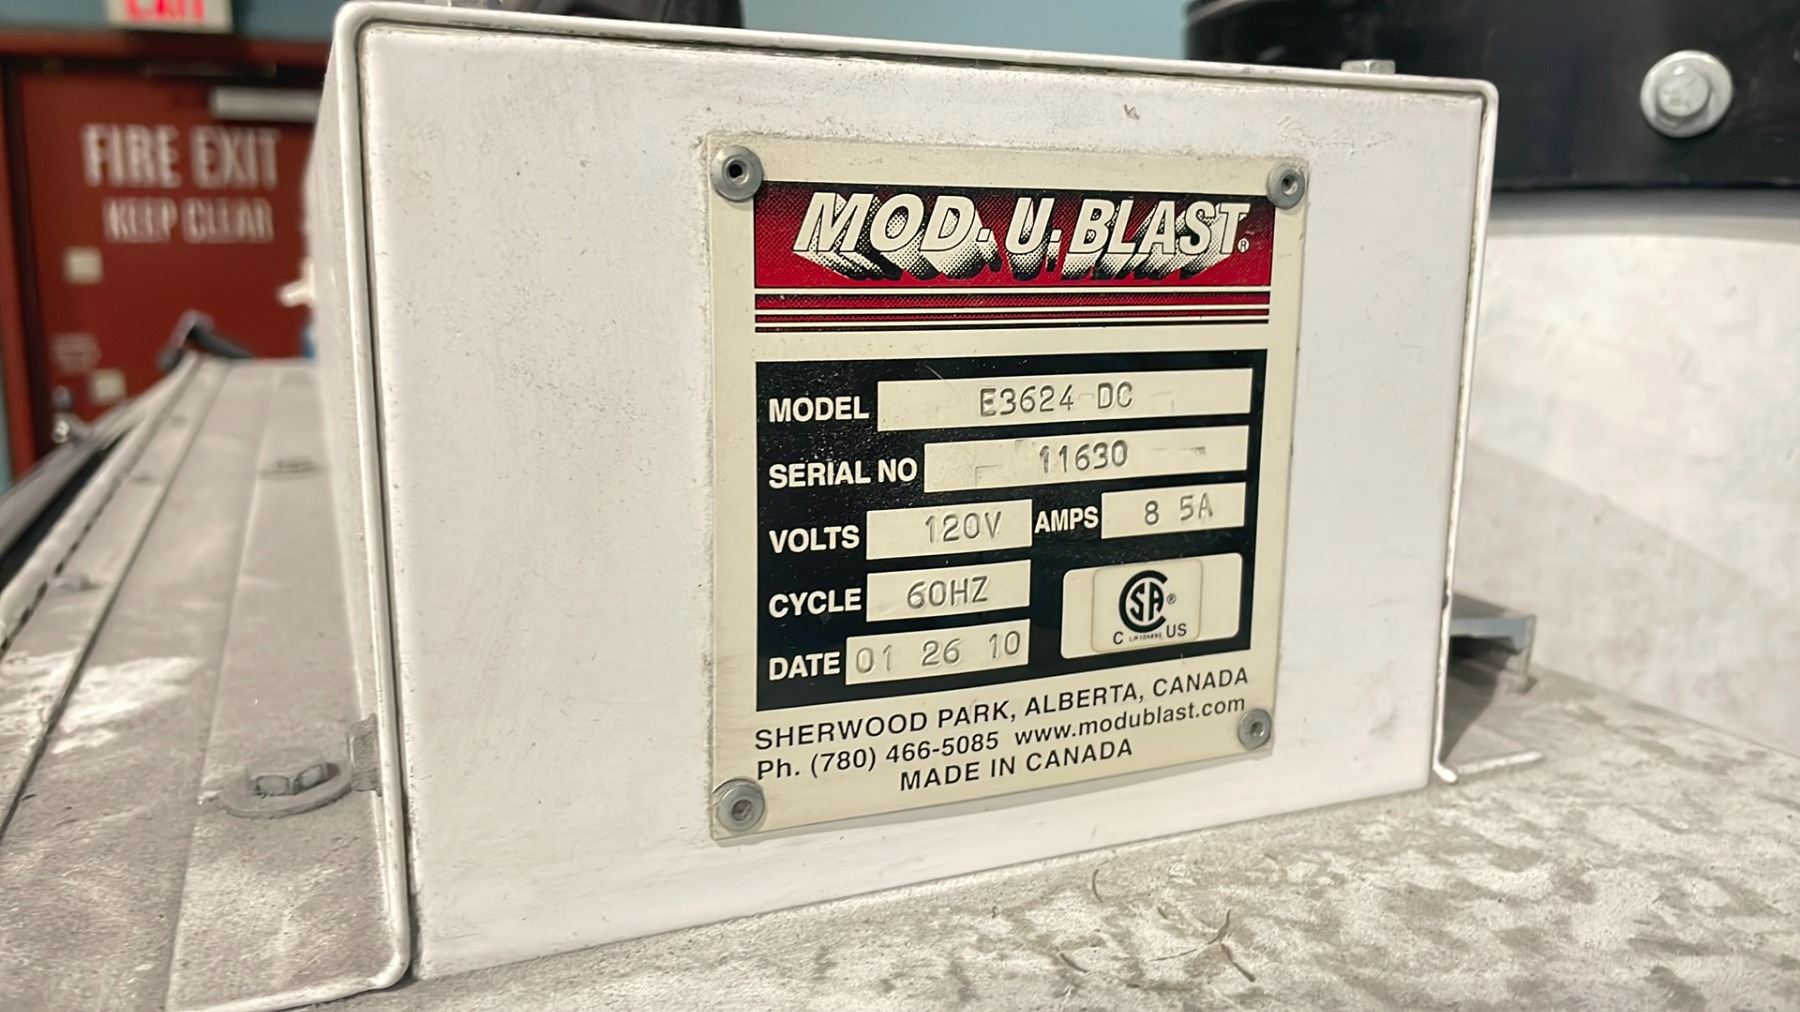 EXIT
FIRE EXIT
KEEP CLEAR
MOD·U·BLAST®
MODEL E3624 DC
SERIAL NO 11630
VOLTS 120V AMPS 8 5A
CYCLE 60HZ
DATE 01 26 10
CSA®
C US
SHERWOOD PARK, ALBERTA, CANADA
Ph. (780) 466-5085 www.modublast.com
MADE IN CANADA